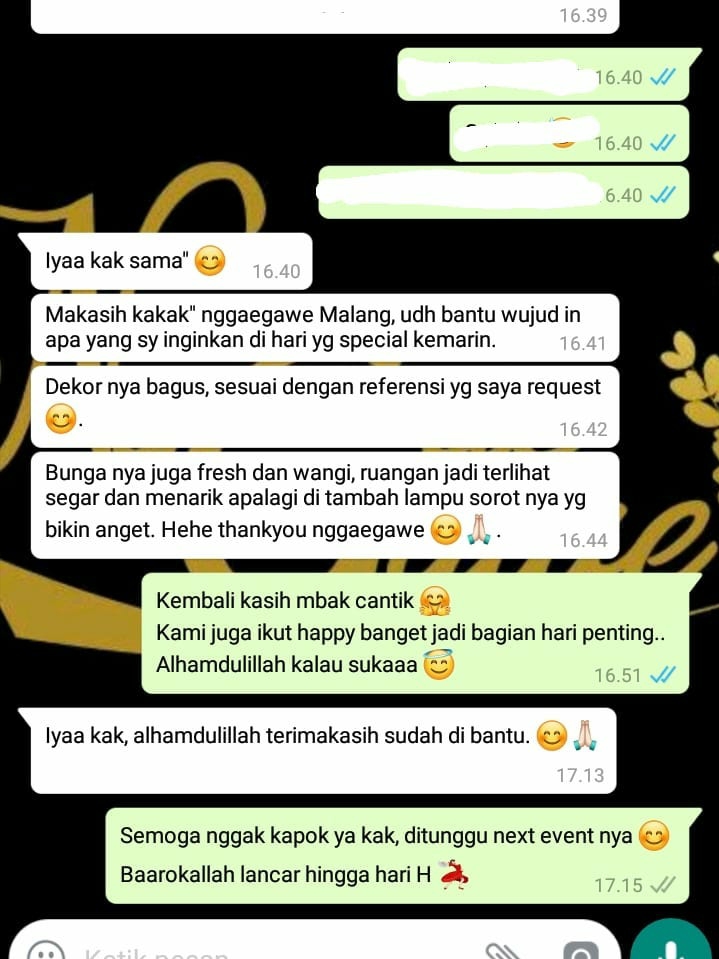 16.39
16.40
16.40
6.40
Iyaa kak sama" 😊
16.40
Makasih kakak" nggaegawe Malang, udh bantu wujud in
apa yang sy inginkan di hari yg special kemarin.
16.41
Dekor nya bagus, sesuai dengan referensi yg saya request
😊.
16.42
Bunga nya juga fresh dan wangi, ruangan jadi terlihat
segar dan menarik apalagi di tambah lampu sorot nya yg
bikin anget. Hehe thankyou nggaegawe 😊🙏🏻.
16.44
Kembali kasih mbak cantik 🤗
Kami juga ikut happy banget jadi bagian hari penting..
Alhamdulillah kalau sukaaa 😇
16.51
Iyaa kak, alhamdulillah terimakasih sudah di bantu. 😊🙏🏻
17.13
Semoga nggak kapok ya kak, ditunggu next event nya 😊
Baarokallah lancar hingga hari H 💃
17.15
Ketik pesan